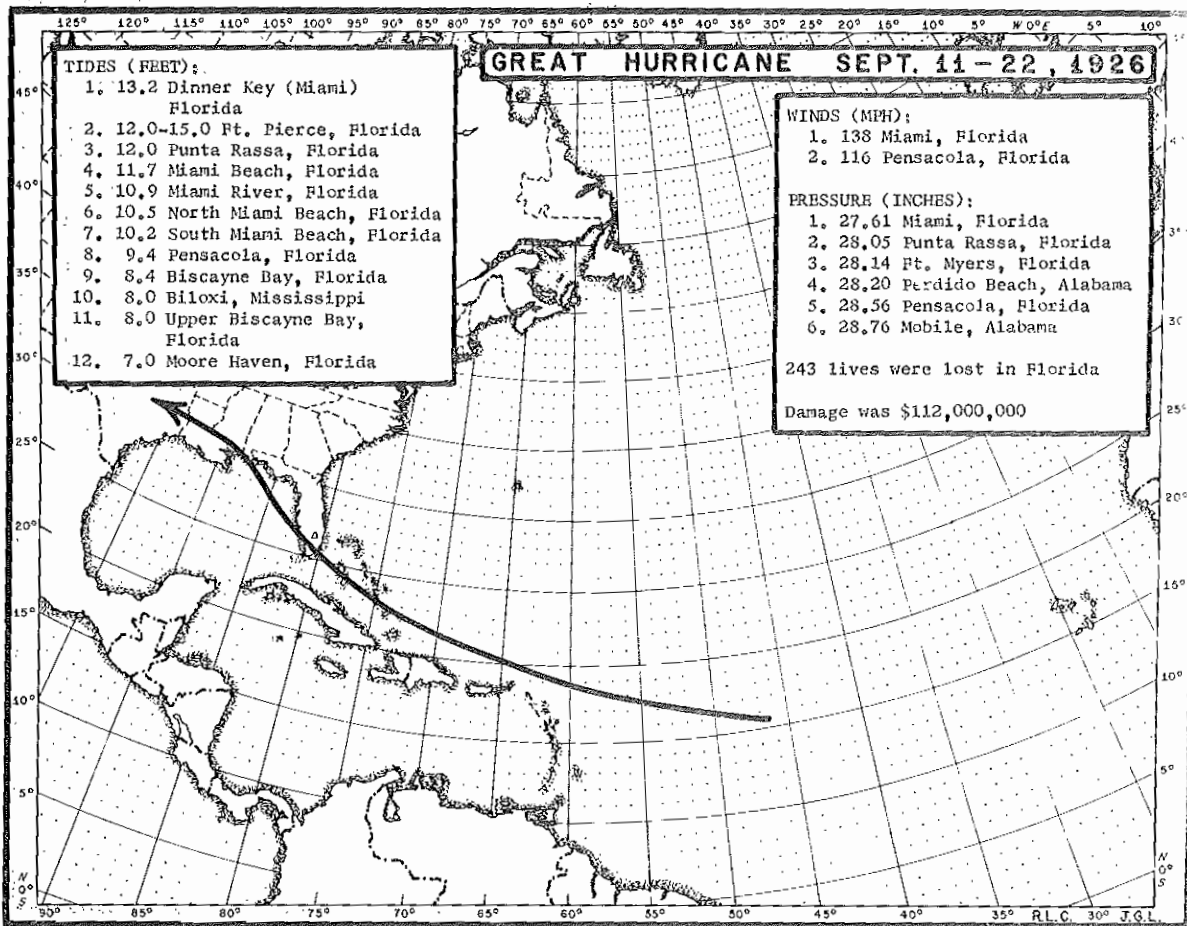 125° 120° 115° 110° 105° 100° 95° 90° 85° 80° 75° 70° 65° 60° 55° 50° 45° 40° 35° 30° 25° 20° 15° 10° 5° W 0° E 5° 10°
GREAT HURRICANE SEPT. 11-22, 1926
TIDES (FEET):
1. 13.2 Dinner Key (Miami)
Florida
2. 12.0-15.0 Ft. Pierce, Florida
3. 12.0 Punta Rassa, Florida
4. 11.7 Miami Beach, Florida
5. 10.9 Miami River, Florida
6. 10.5 North Miami Beach, Florida
7. 10.2 South Miami Beach, Florida
8. 9.4 Pensacola, Florida
9. 8.4 Biscayne Bay, Florida
10. 8.0 Biloxi, Mississippi
11. 8.0 Upper Biscayne Bay,
Florida
12. 7.0 Moore Haven, Florida
WINDS (MPH):
1. 138 Miami, Florida
2. 116 Pensacola, Florida
PRESSURE (INCHES):
1. 27.61 Miami, Florida
2. 28.05 Punta Rassa, Florida
3. 28.14 Ft. Myers, Florida
4. 28.20 Perdido Beach, Alabama
5. 28.56 Pensacola, Florida
6. 28.76 Mobile, Alabama
243 lives were lost in Florida
Damage was $112,000,000
45°
40°
35°
30°
25°
20°
15°
10°
5°
N
0°
S
25°
20°
15°
10°
5°
N
0°
S
90° 85° 80° 75° 70° 65° 60° 55° 50° 45° 40° 35° R.L.C. 30° J.G.L.